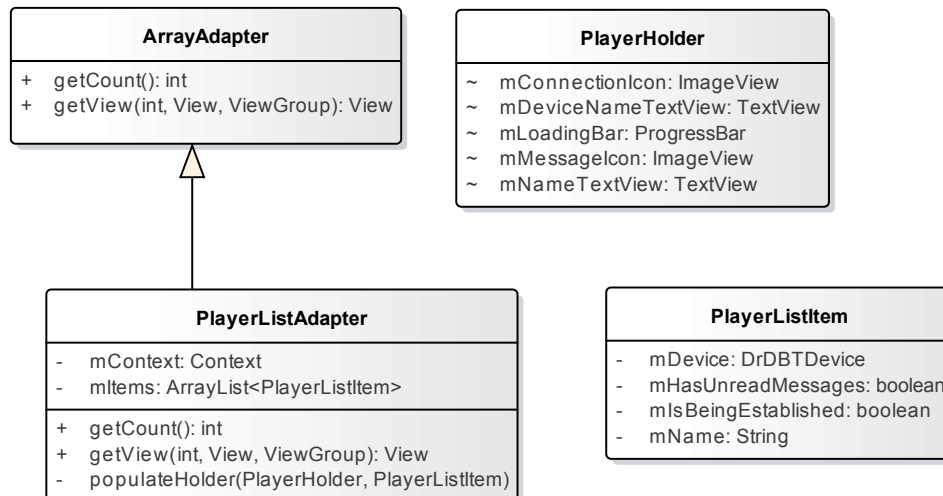 ArrayAdapter
+ getCount(): int
+ getView(int, View, ViewGroup): View
PlayerHolder
~ mConnectionIcon: ImageView
~ mDeviceNameTextView: TextView
~ mLoadingBar: ProgressBar
~ mMessageIcon: ImageView
~ mNameTextView: TextView
PlayerListAdapter
- mContext: Context
- mItems: ArrayList<PlayerListItem>
+ getCount(): int
+ getView(int, View, ViewGroup): View
- populateHolder(PlayerHolder, PlayerListItem)
PlayerListItem
- mDevice: DrDBTDevice
- mHasUnreadMessages: boolean
- mIsBeingEstablished: boolean
- mName: String